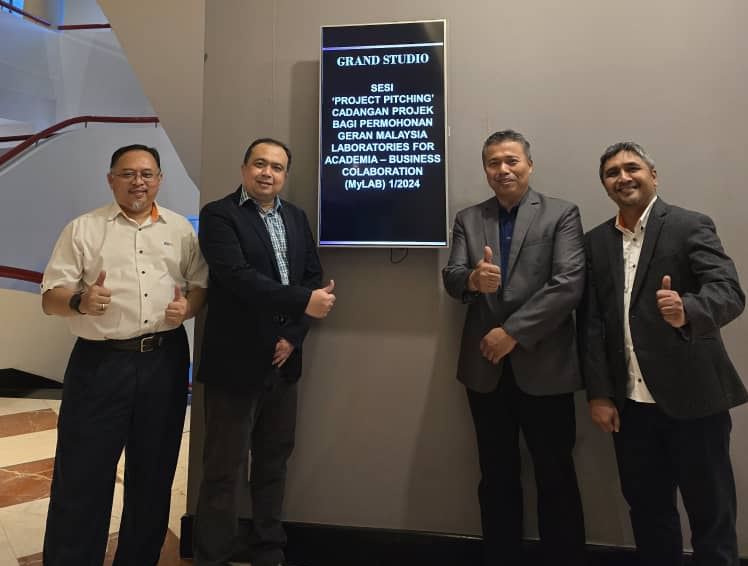 GRAND STUDIO
SESI
‘PROJECT PITCHING’
CADANGAN PROJEK
BAGI PERMOHONAN
GERAN MALAYSIA
LABORATORIES FOR
ACADEMIA – BUSINESS
COLABORATION
(MyLAB) 1/2024